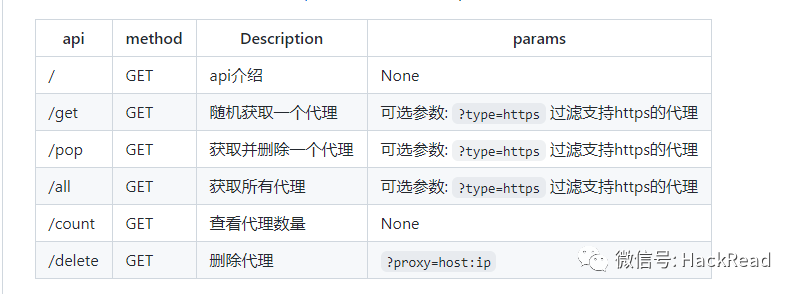 api method Description params
/ GET api介绍 None
/get GET 随机获取一个代理 可选参数: ?type=https 过滤支持https的代理
/pop GET 获取并删除一个代理 可选参数: ?type=https 过滤支持https的代理
/all GET 获取所有代理 可选参数: ?type=https 过滤支持https的代理
/count GET 查看代理数量 None
/delete GET 删除代理 ?proxy=host:ip
微信号: HackRead